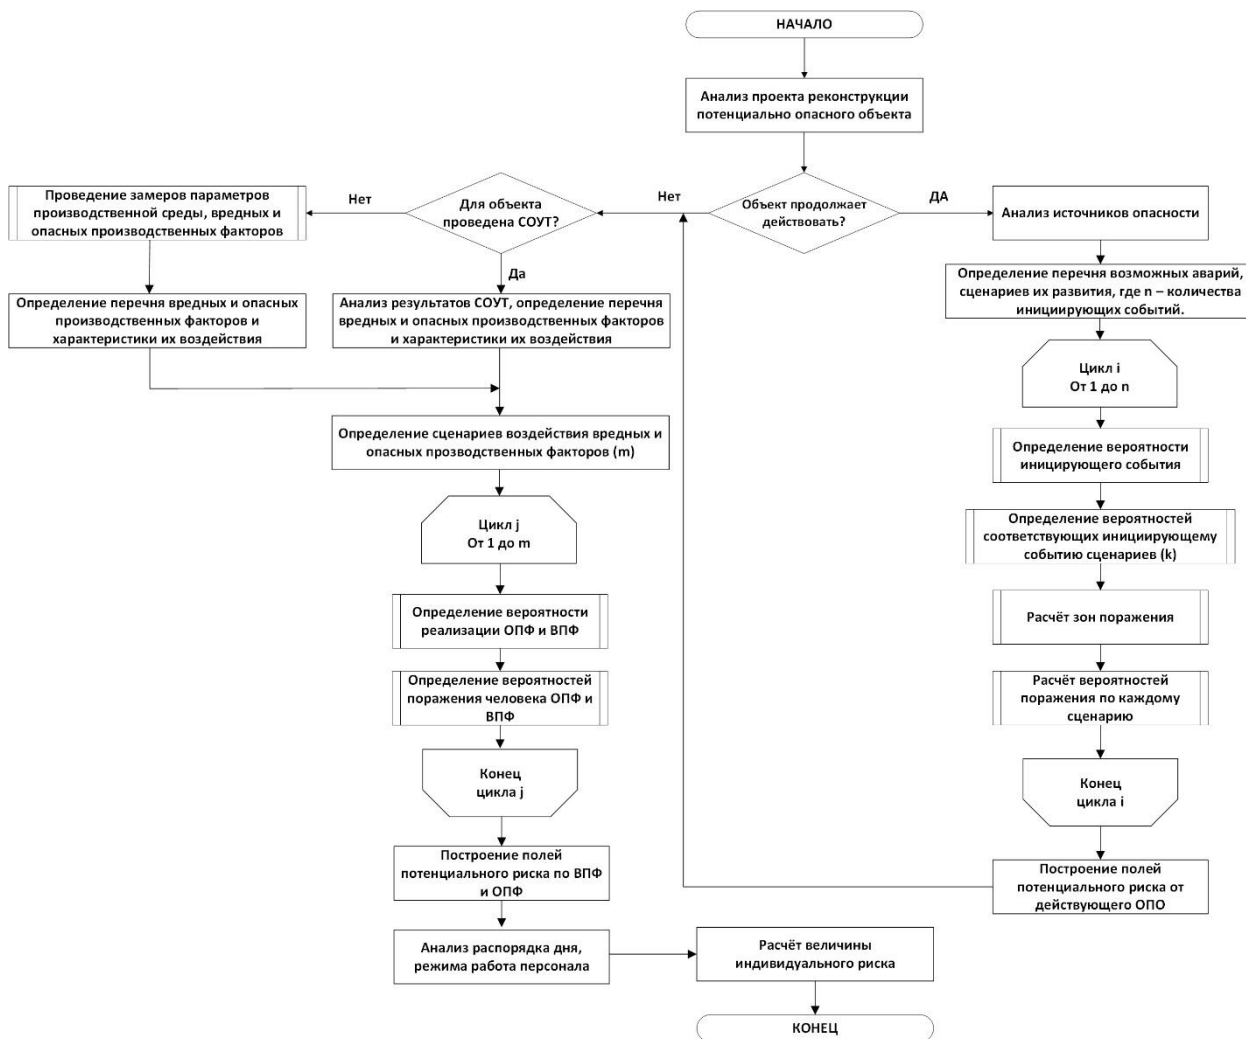 НАЧАЛО
Анализ проекта реконструкции
потенциально опасного объекта
Объект продолжает
действовать?
Нет
ДА
Для объекта
проведена СОУТ?
Нет
Да
Проведение замеров параметров
производственной среды, вредных и
опасных производственных факторов
Определение перечня вредных и опасных
производственных факторов и
характеристики их воздействия
Анализ результатов СОУТ, определение перечня
вредных и опасных производственных факторов
и характеристики их воздействия
Определение сценариев воздействия вредных и
опасных прозводственных факторов (m)
Цикл j
От 1 до m
Определение вероятности
реализации ОПФ и ВПФ
Определение вероятностей
поражения человека ОПФ и
ВПФ
Конец
цикла j
Построение полей
потенциального риска по ВПФ
и ОПФ
Анализ распорядка дня,
режима работа персонала
Анализ источников опасности
Определение перечня возможных аварий,
сценариев их развития, где n – количества
инициирующих событий.
Цикл i
От 1 до n
Определение вероятности
иницирующего события
Определение вероятностей
соответствующих инициирующему
событию сценариев (k)
Расчёт зон поражения
Расчёт вероятностей
поражения по каждому
сценарию
Конец
цикла i
Построение полей
потенциального риска от
действующего ОПО
Расчёт величины
индивидуального риска
КОНЕЦ